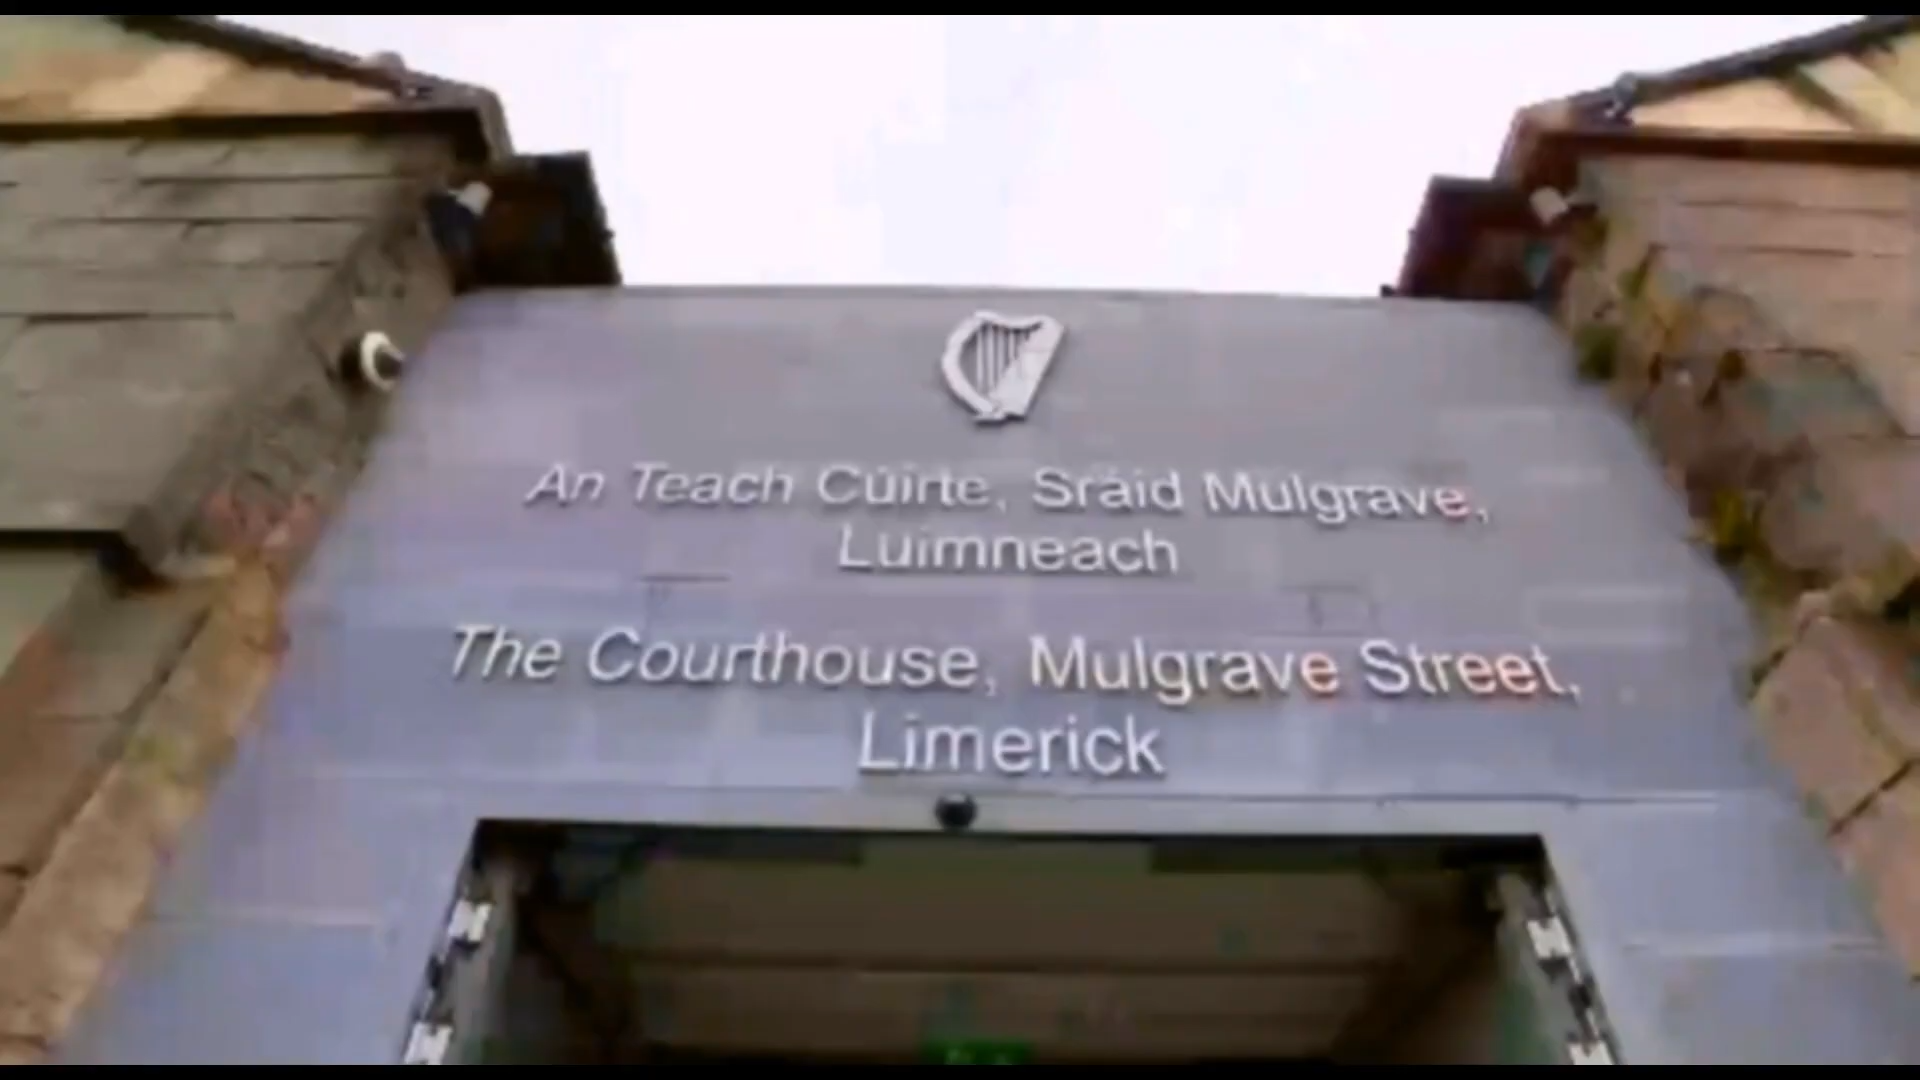 An Teach Cúirte, Sráid Mulgrave,
Luimneach
The Courthouse, Mulgrave Street,
Limerick